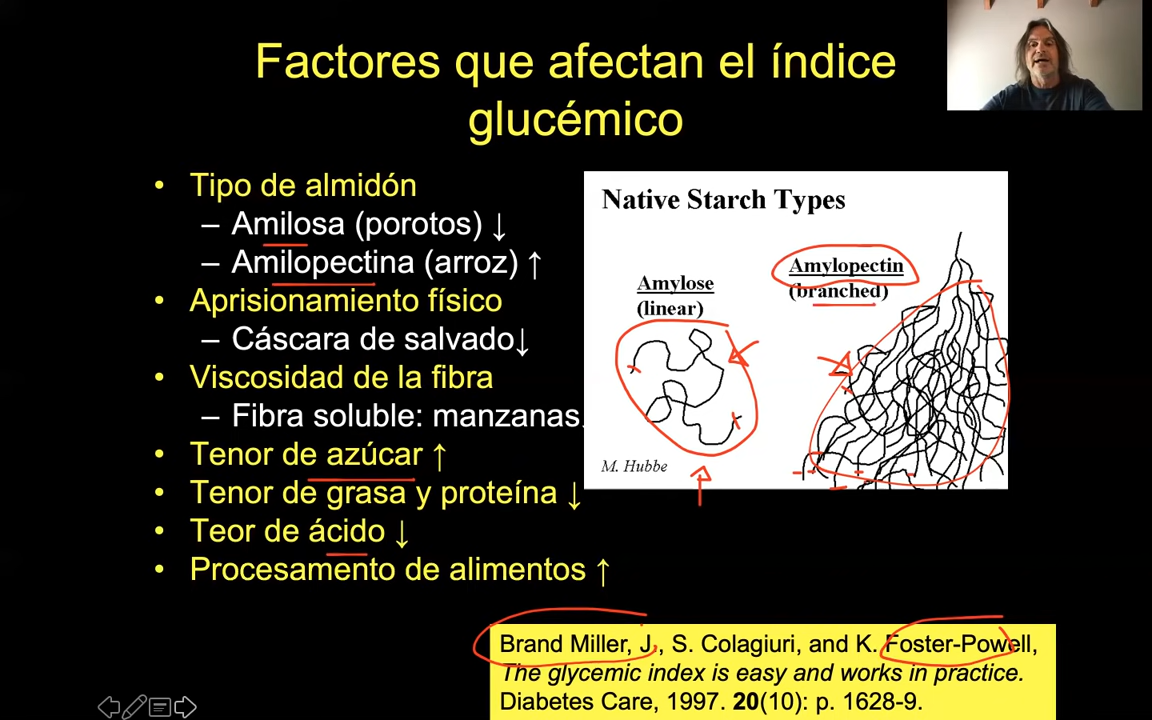 Factores que afectan el índice
glucémico
• Tipo de almidón
– Amilosa (porotos) ↓
– Amilopectina (arroz) ↑
• Aprisionamiento físico
– Cáscara de salvado↓
• Viscosidad de la fibra
– Fibra soluble: manzanas
• Tenor de azúcar ↑
• Tenor de grasa y proteína ↓
• Teor de ácido ↓
• Procesamento de alimentos ↑
Native Starch Types
Amylose
(linear)
Amylopectin
(branched)
M. Hubbe
Brand Miller, J., S. Colagiuri, and K. Foster-Powell,
The glycemic index is easy and works in practice.
Diabetes Care, 1997. 20(10): p. 1628-9.